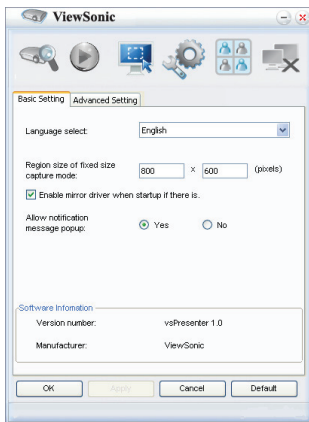 ViewSonic
Basic Setting Advanced Setting
Language select: English
Region size of fixed size capture mode: 800 X 600 (pixels)
Enable mirror driver when startup if there is.
Allow notification message popup: Yes No
Software Infomation
Version number: vsPresenter 1.0
Manufacturer: ViewSonic
OK Apply Cancel Default